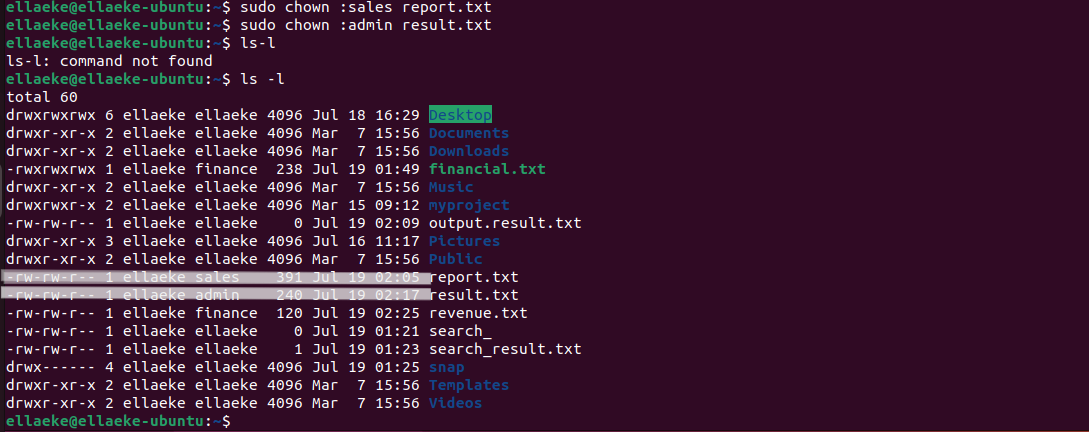 ellaeke@ellaeke-ubuntu:~$ sudo chown :sales report.txt
ellaeke@ellaeke-ubuntu:~$ sudo chown :admin result.txt
ellaeke@ellaeke-ubuntu:~$ ls-l
ls-l: command not found
ellaeke@ellaeke-ubuntu:~$ ls -l
total 60
drwxrwxrwx 6 ellaeke ellaeke 4096 Jul 18 16:29 Desktop
drwxr-xr-x 2 ellaeke ellaeke 4096 Mar  7 15:56 Documents
drwxr-xr-x 2 ellaeke ellaeke 4096 Mar  7 15:56 Downloads
-rwxrwxrwx 1 ellaeke finance  238 Jul 19 01:49 financial.txt
drwxr-xr-x 2 ellaeke ellaeke 4096 Mar  7 15:56 Music
drwxrwxr-x 2 ellaeke ellaeke 4096 Mar 15 09:12 myproject
-rw-rw-r-- 1 ellaeke ellaeke    0 Jul 19 02:09 output.result.txt
drwxr-xr-x 3 ellaeke ellaeke 4096 Jul 16 11:17 Pictures
drwxr-xr-x 2 ellaeke ellaeke 4096 Mar  7 15:56 Public
-rw-rw-r-- 1 ellaeke sales    391 Jul 19 02:05 report.txt
-rw-rw-r-- 1 ellaeke admin    240 Jul 19 02:17 result.txt
-rw-rw-r-- 1 ellaeke finance  120 Jul 19 02:25 revenue.txt
-rw-rw-r-- 1 ellaeke ellaeke    0 Jul 19 01:21 search_
-rw-rw-r-- 1 ellaeke ellaeke    1 Jul 19 01:23 search_result.txt
drwx------ 4 ellaeke ellaeke 4096 Jul 19 01:25 snap
drwxr-xr-x 2 ellaeke ellaeke 4096 Mar  7 15:56 Templates
drwxr-xr-x 2 ellaeke ellaeke 4096 Mar  7 15:56 Videos
ellaeke@ellaeke-ubuntu:~$